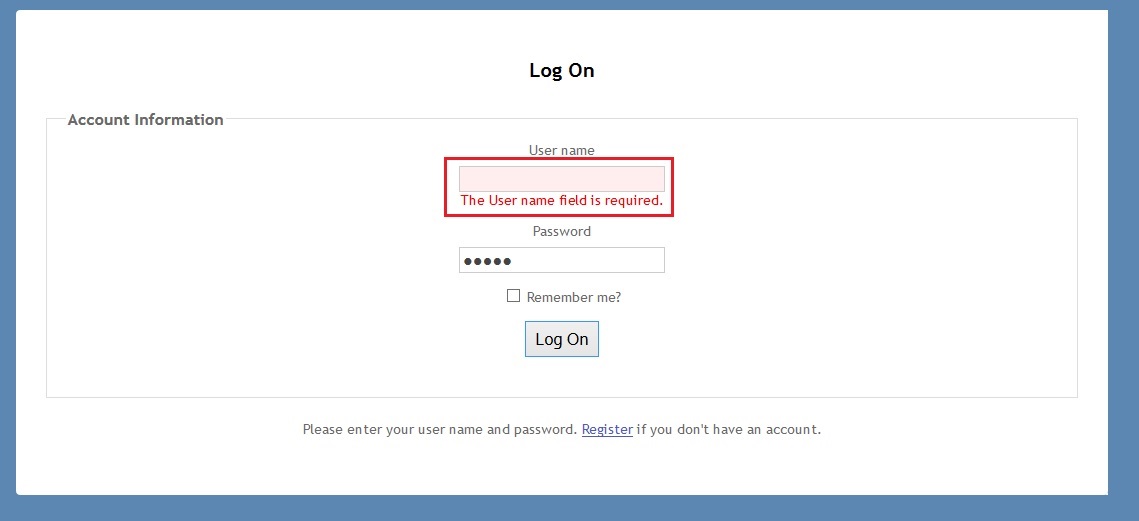 Log On
Account Information
User name
The User name field is required.
Password
●●●●●
Remember me?
Log On
Please enter your user name and password. Register if you don't have an account.